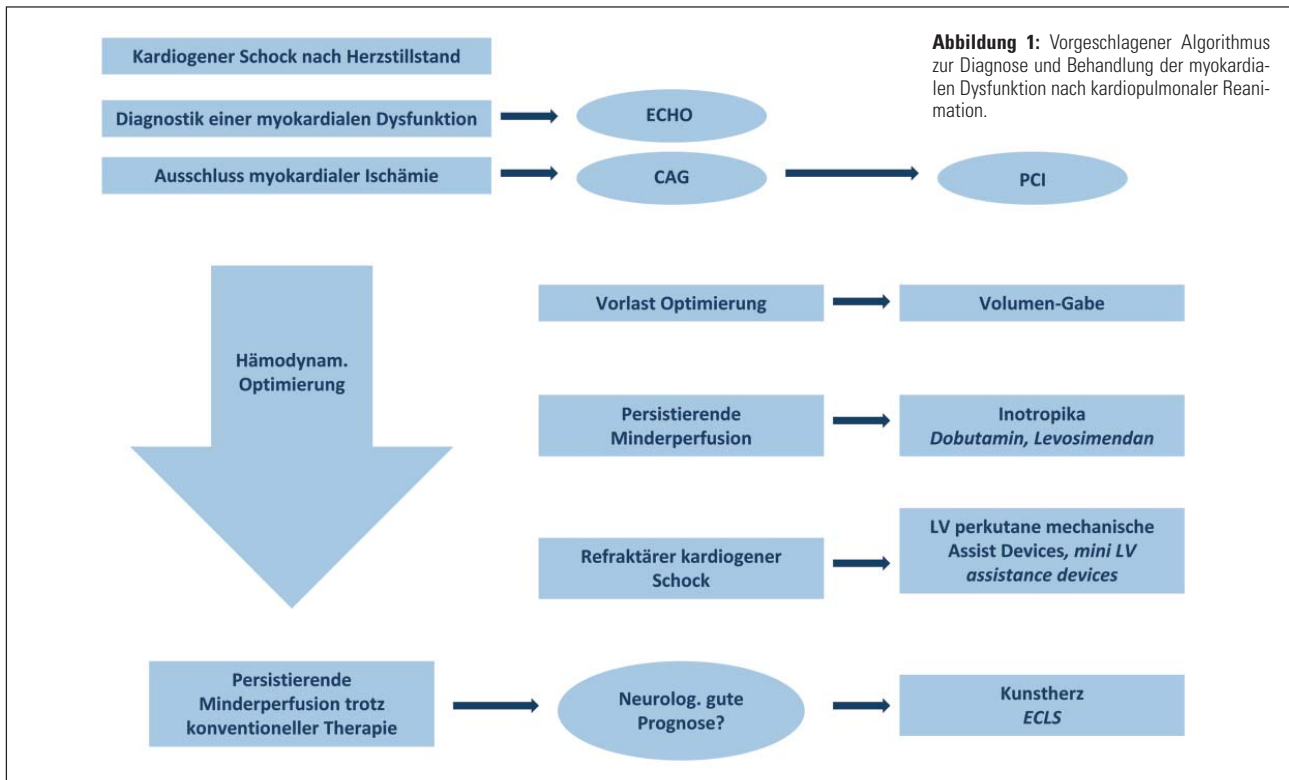 Abbildung 1: Vorgeschlagener Algorithmus
zur Diagnose und Behandlung der myokardia-
len Dysfunktion nach kardiopulmonaler Reani-
mation.
Kardiogener Schock nach Herzstillstand
Diagnostik einer myokardialen Dysfunktion
ECHO
Ausschluss myokardialer Ischämie
CAG
PCI
Hämodynam.
Optimierung
Vorlast Optimierung
Volumen-Gabe
Persistierende
Minderperfusion
Inotropika
Dobutamin, Levosimendan
Refraktärer kardiogener
Schock
LV perkutane mechanische
Assist Devices, mini LV
assistance devices
Persistierende
Minderperfusion trotz
konventioneller Therapie
Neurolog. gute
Prognose?
Kunstherz
ECLS